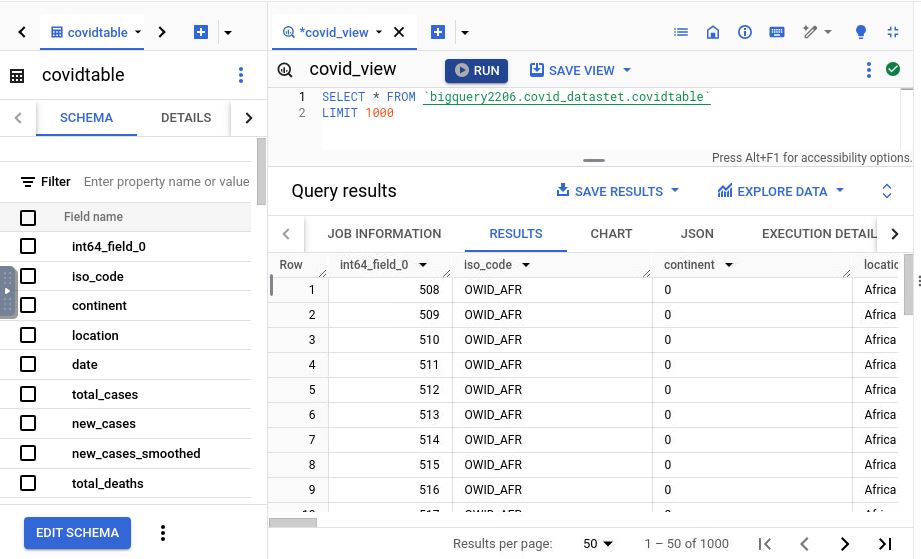 covidtable
covidtable
SCHEMA DETAILS
Filter Enter property name or value
Field name
int64_field_0
iso_code
continent
location
date
total_cases
new_cases
new_cases_smoothed
total_deaths
EDIT SCHEMA
*covid_view
covid_view RUN SAVE VIEW
1 SELECT * FROM `bigquery2206.covid_datastet.covidtable`
2 LIMIT 1000
Press Alt+F1 for accessibility options.
Query results SAVE RESULTS EXPLORE DATA
JOB INFORMATION RESULTS CHART JSON EXECUTION DETAIL
Row int64_field_0 iso_code continent locatic
1 508 OWID_AFR 0 Africa
2 509 OWID_AFR 0 Africa
3 510 OWID_AFR 0 Africa
4 511 OWID_AFR 0 Africa
5 512 OWID_AFR 0 Africa
6 513 OWID_AFR 0 Africa
7 514 OWID_AFR 0 Africa
8 515 OWID_AFR 0 Africa
9 516 OWID_AFR 0 Africa
Results per page: 50 1 – 50 of 1000